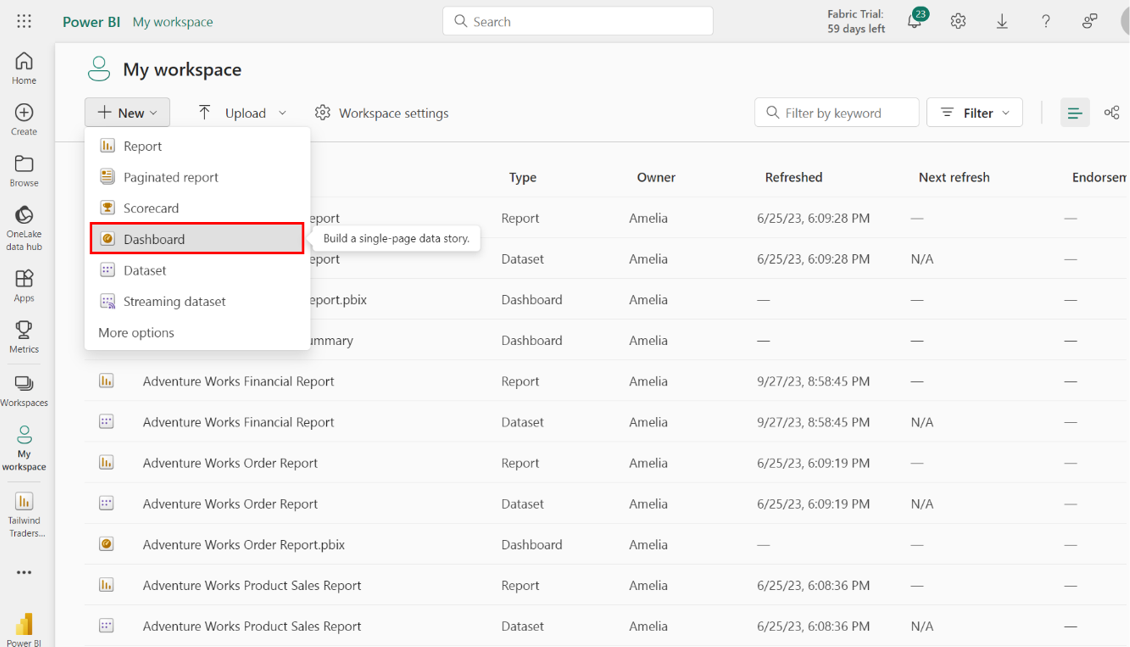 Power BI My workspace
Search
Fabric Trial:
59 days left
23
?
Home
Create
Browse
OneLake
data hub
Apps
Metrics
Workspaces
My
workspace
Tailwind
Traders...
Power BI
My workspace
New
Upload
Workspace settings
Filter by keyword
Filter
Report
Paginated report
Scorecard
Dashboard
Build a single-page data story.
Dataset
Streaming dataset
More options
Type Owner Refreshed Next refresh Endorsem
eport Report Amelia 6/25/23, 6:09:28 PM — —
eport Dataset Amelia 6/25/23, 6:09:28 PM N/A —
eport.pbix Dashboard Amelia — — —
ummary Dashboard Amelia — — —
Adventure Works Financial Report Report Amelia 9/27/23, 8:58:45 PM — —
Adventure Works Financial Report Dataset Amelia 9/27/23, 8:58:45 PM N/A —
Adventure Works Order Report Report Amelia 6/25/23, 6:09:19 PM — —
Adventure Works Order Report Dataset Amelia 6/25/23, 6:09:19 PM N/A —
Adventure Works Order Report.pbix Dashboard Amelia — — —
Adventure Works Product Sales Report Report Amelia 6/25/23, 6:08:36 PM — —
Adventure Works Product Sales Report Dataset Amelia 6/25/23, 6:08:36 PM N/A —